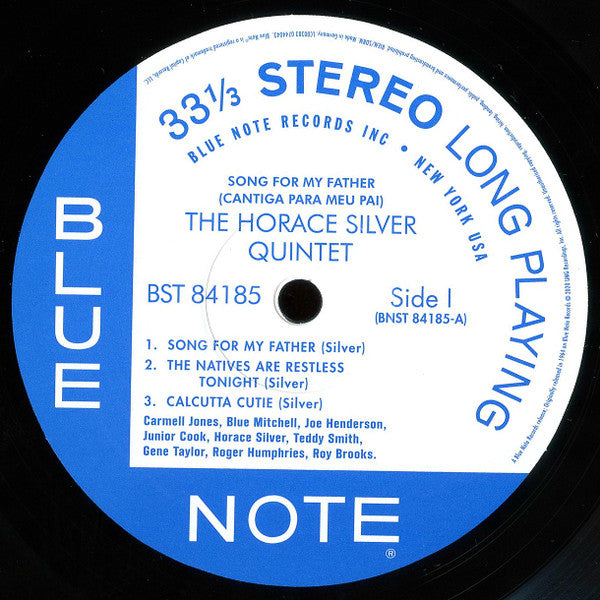 33⅓ STEREO LONG PLAYING
BLUE NOTE RECORDS INC • NEW YORK USA
SONG FOR MY FATHER
(CANTIGA PARA MEU PAI)
THE HORACE SILVER
QUINTET
BST 84185
Side I
(BNST 84185-A)
1. SONG FOR MY FATHER (Silver)
2. THE NATIVES ARE RESTLESS
TONIGHT (Silver)
3. CALCUTTA CUTIE (Silver)
Carmell Jones, Blue Mitchell, Joe Henderson,
Junior Cook, Horace Silver, Teddy Smith,
Gene Taylor, Roger Humphries, Roy Brooks.
BLUE
NOTE
®